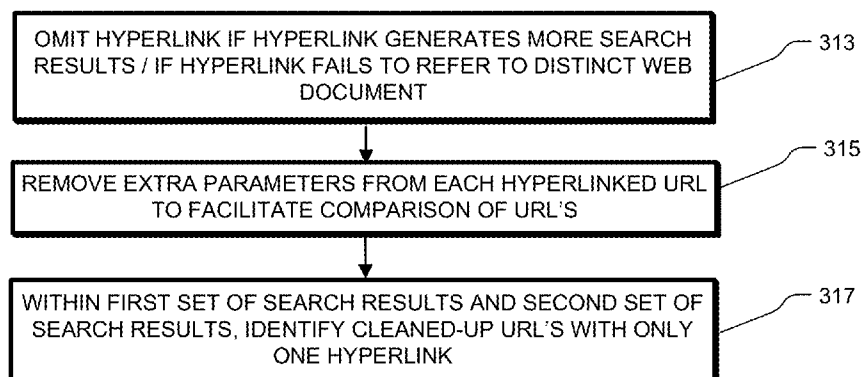 OMIT HYPERLINK IF HYPERLINK GENERATES MORE SEARCH
RESULTS / IF HYPERLINK FAILS TO REFER TO DISTINCT WEB
DOCUMENT
313
REMOVE EXTRA PARAMETERS FROM EACH HYPERLINKED URL
TO FACILITATE COMPARISON OF URL'S
315
WITHIN FIRST SET OF SEARCH RESULTS AND SECOND SET OF
SEARCH RESULTS, IDENTIFY CLEANED-UP URL'S WITH ONLY
ONE HYPERLINK
317